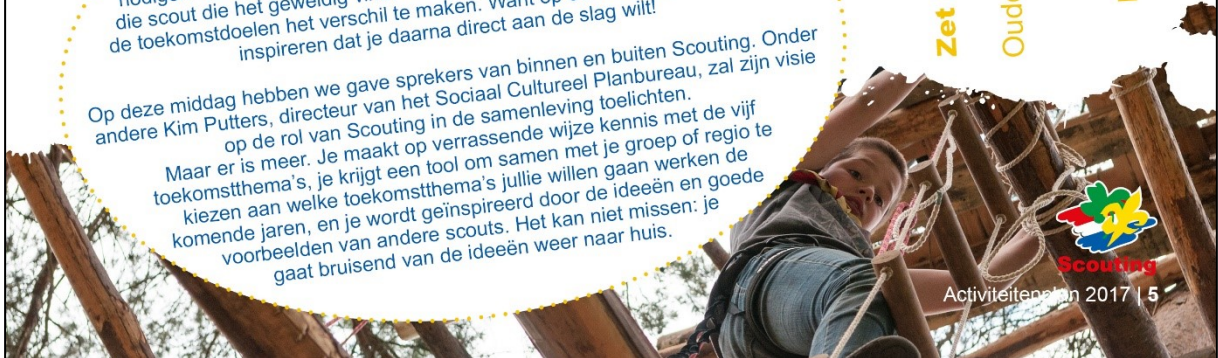 die scout die het geweldig
de toekomstdoelen het verschil te maken. Want op
inspireren dat je daarna direct aan de slag wilt!
Op deze middag hebben we gave sprekers van binnen en buiten Scouting. Onder
andere Kim Putters, directeur van het Sociaal Cultureel Planbureau, zal zijn visie
op de rol van Scouting in de samenleving toelichten.
Maar er is meer. Je maakt op verrassende wijze kennis met de vijf
toekomstthema's, je krijgt een tool om samen met je groep of regio te
kiezen aan welke toekomstthema's jullie willen gaan werken de
komende jaren, en je wordt geïnspireerd door de ideeën en goede
voorbeelden van andere scouts. Het kan niet missen: je
gaat bruisend van de ideeën weer naar huis.
Zet
Scouting
Activiteitenplan 2017 | 5